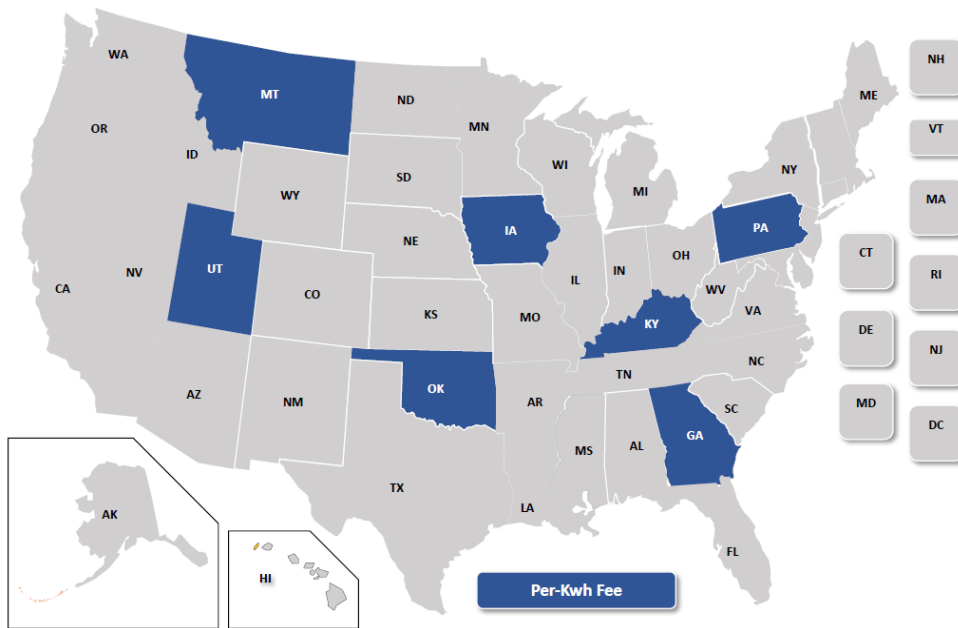 WA
MT
ND
MN
ME
NH
OR
ID
WY
SD
WI
MI
NY
VT
NE
IA
PA
MA
NV
UT
CO
KS
MO
IL
IN
OH
WV
VA
CT
RI
CA
KY
DE
NJ
AZ
NM
OK
AR
TN
NC
SC
MD
DC
TX
LA
MS
AL
GA
FL
AK
HI
Per-Kwh Fee